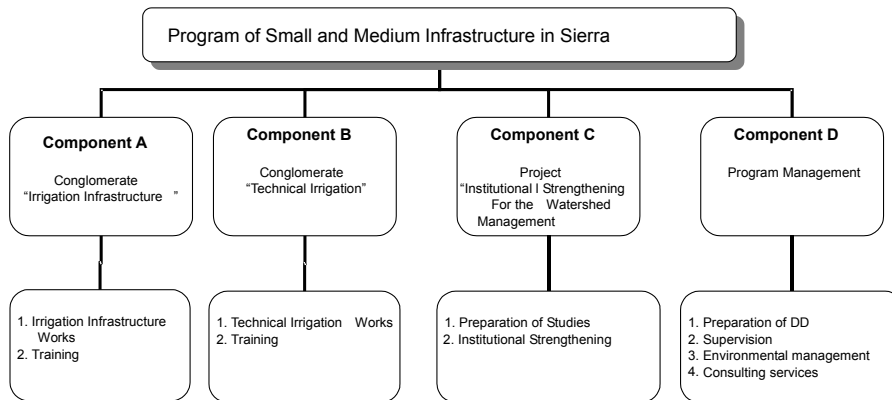 Program of Small and Medium Infrastructure in Sierra
Component A
Conglomerate
“Irrigation Infrastructure ”
Component B
Conglomerate
“Technical Irrigation”
Component C
Project
“Institutional l Strengthening
For the Watershed
Management
Component D
Program Management
1. Irrigation Infrastructure
Works
2. Training
1. Technical Irrigation Works
2. Training
1. Preparation of Studies
2. Institutional Strengthening
1. Preparation of DD
2. Supervision
3. Environmental management
4. Consulting services